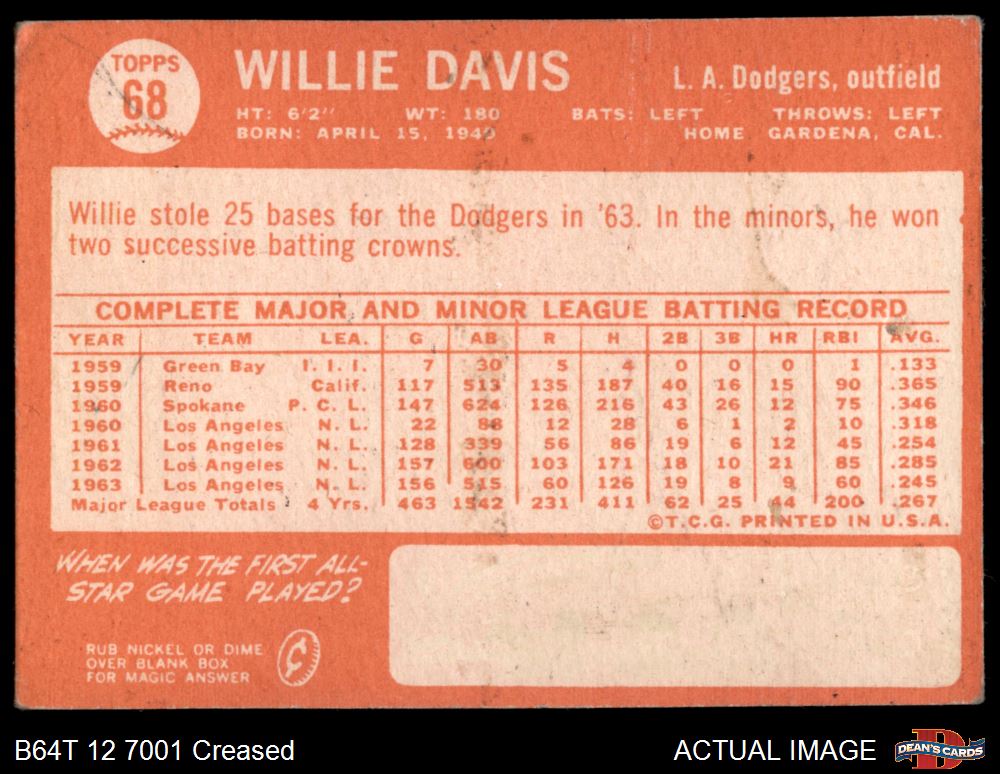 TOPPS
68
WILLIE DAVIS
L. A. Dodgers, outfield
HT: 6'2" WT: 180 BATS: LEFT THROWS: LEFT
BORN: APRIL 15, 1940 HOME GARDENA, CAL.
Willie stole 25 bases for the Dodgers in '63. In the minors, he won
two successive batting crowns.
COMPLETE MAJOR AND MINOR LEAGUE BATTING RECORD
YEAR TEAM LEA. G AB R H 2B 3B HR RBI AVG.
1959 Green Bay I. I. I. 7 30 5 4 0 0 0 1 .133
1959 Reno Calif. 117 513 135 187 40 16 15 90 .365
1960 Spokane P. C. L. 147 624 126 216 43 26 12 75 .346
1960 Los Angeles N. L. 22 88 12 28 6 1 2 10 .318
1961 Los Angeles N. L. 128 339 56 86 19 6 12 45 .254
1962 Los Angeles N. L. 157 600 103 171 18 10 21 85 .285
1963 Los Angeles N. L. 156 515 60 126 19 8 9 60 .245
Major League Totals 4 Yrs. 463 1542 231 411 62 25 44 200 .267
©T.C.G. PRINTED IN U.S.A.
WHEN WAS THE FIRST ALL-
STAR GAME PLAYED?
RUB NICKEL OR DIME
OVER BLANK BOX
FOR MAGIC ANSWER
¢
B64T 12 7001 Creased
ACTUAL IMAGE
DEAN'S CARDS